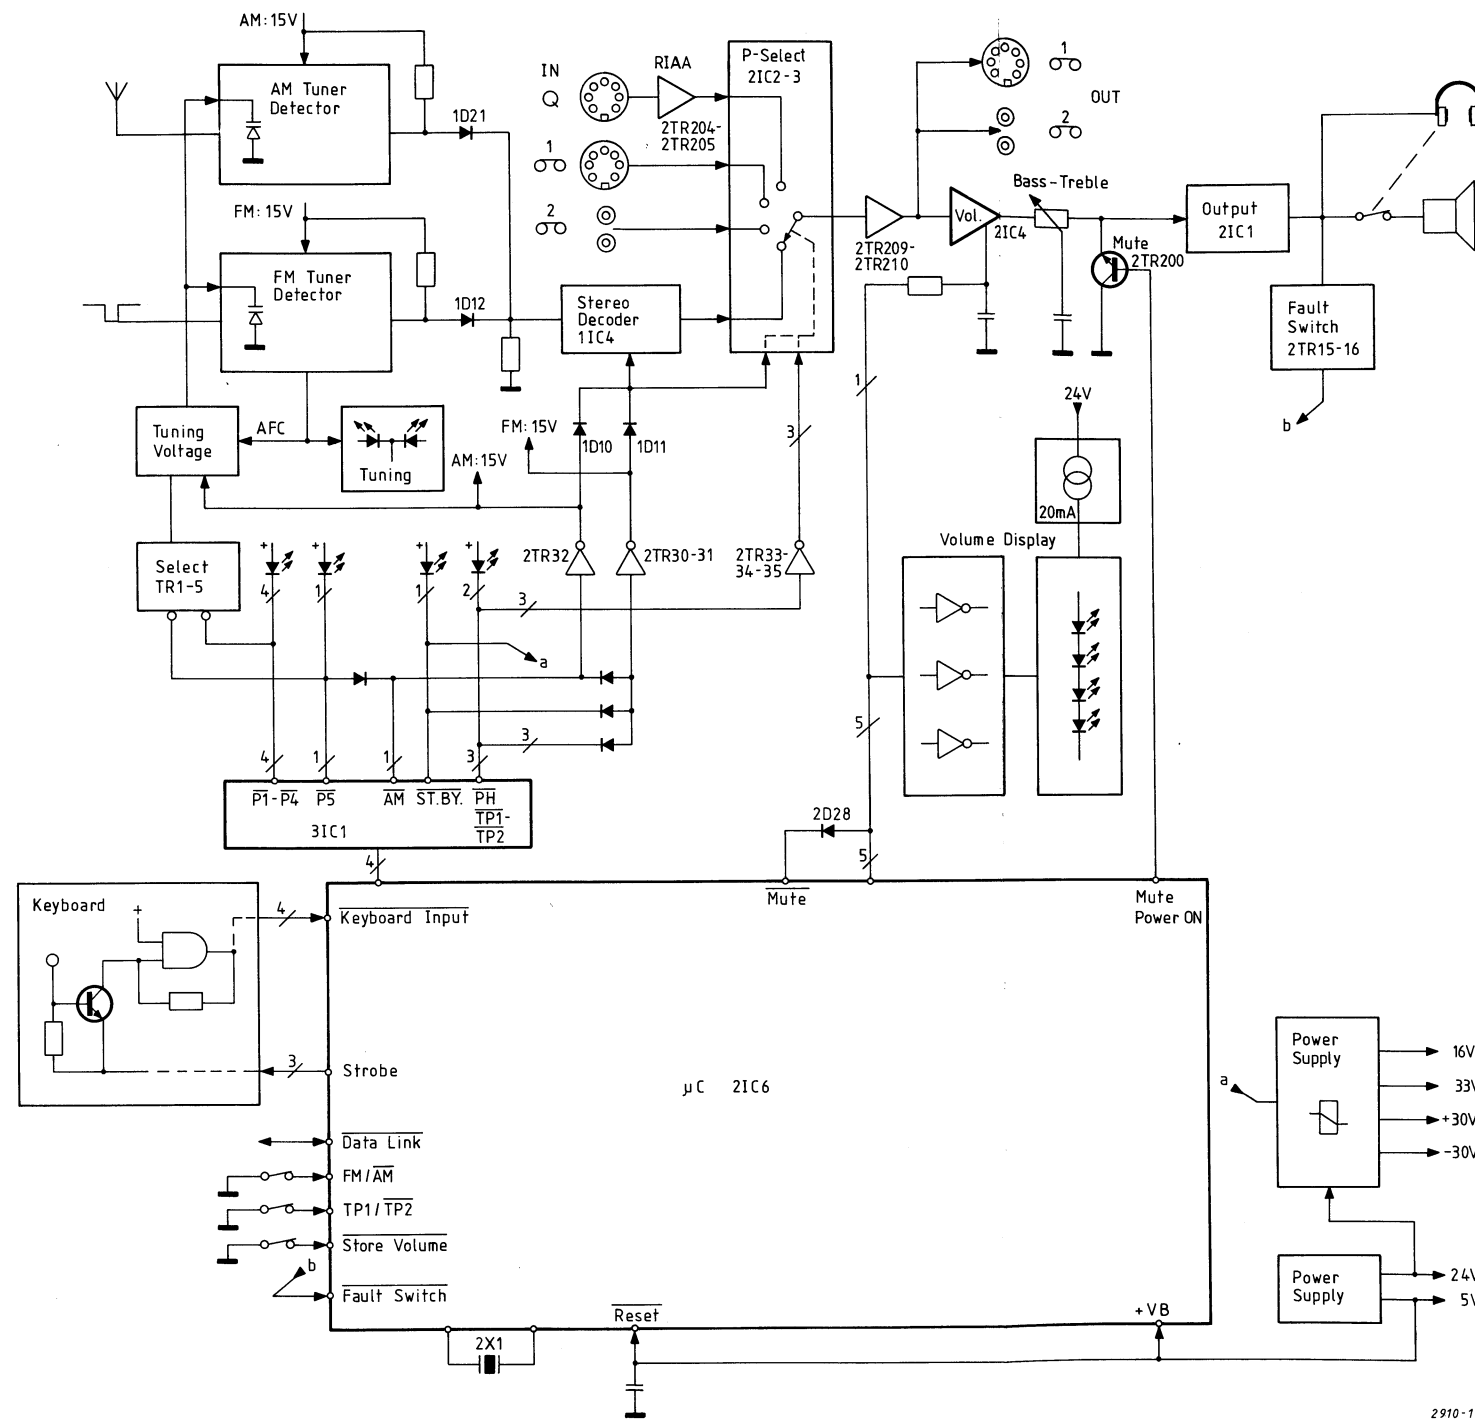 AM:15V
AM Tuner
Detector
1D21
FM:15V
FM Tuner
Detector
1D12
IN
RIAA
2TR204-
2TR205
1
2
P-Select
2IC2-3
Stereo
Decoder
1IC4
1
2
OUT
Bass-Treble
Vol.
2IC4
2TR209-
2TR210
Mute
2TR200
Output
2IC1
Fault
Switch
2TR15-16
b
Tuning
Voltage
AFC
Tuning
FM:15V
AM:15V
1D10
1D11
3
1
24V
20mA
Volume Display
Select
TR1-5
+
+
+
+
4
1
1
2
3
2TR32
2TR30-31
2TR33-
34-35
a
3
5
4
1
1
3
P1-P4
P5
AM
ST.BY.
PH
TP1-
TP2
3IC1
4
2D28
5
Mute
Mute
Power ON
Keyboard
+
4
Keyboard Input
3
Strobe
µC 2IC6
Data Link
FM/AM
TP1/TP2
Store Volume
b
Fault Switch
2X1
Reset
+VB
a
Power
Supply
16V
33V
+30V
-30V
Power
Supply
24V
5V
2910-1